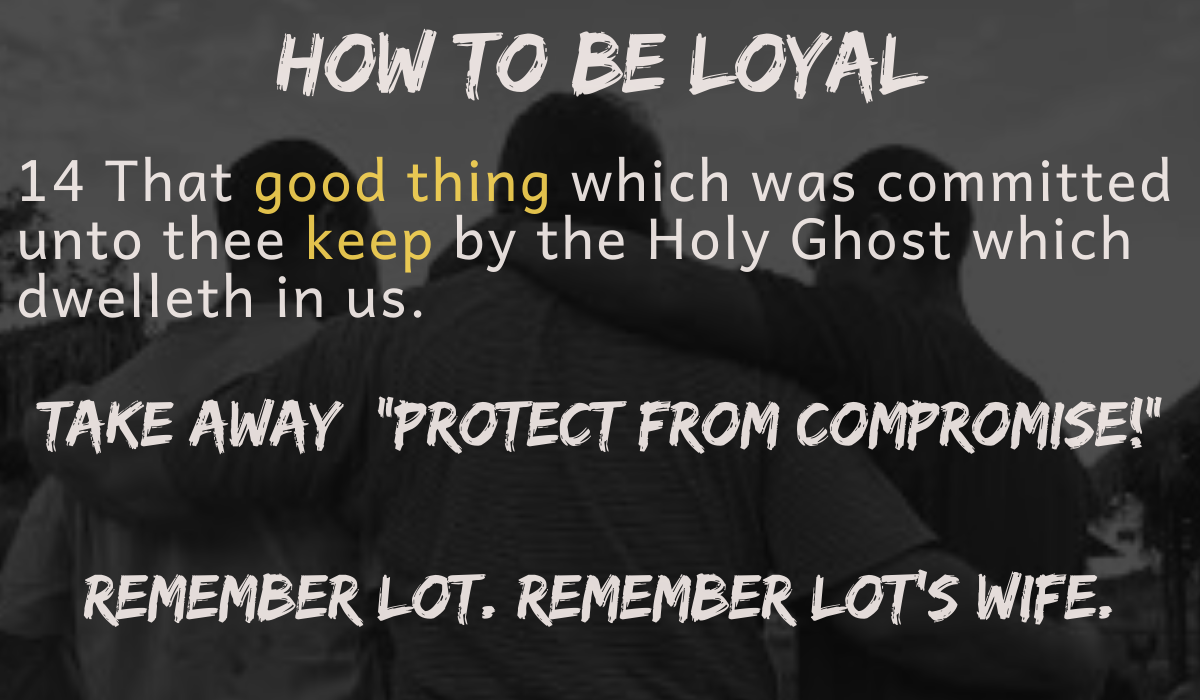 HOW TO BE LOYAL
14 That good thing which was committed
unto thee keep by the Holy Ghost which
dwelleth in us.
TAKE AWAY "PROTECT FROM COMPROMISE!"
REMEMBER LOT. REMEMBER LOT'S WIFE.